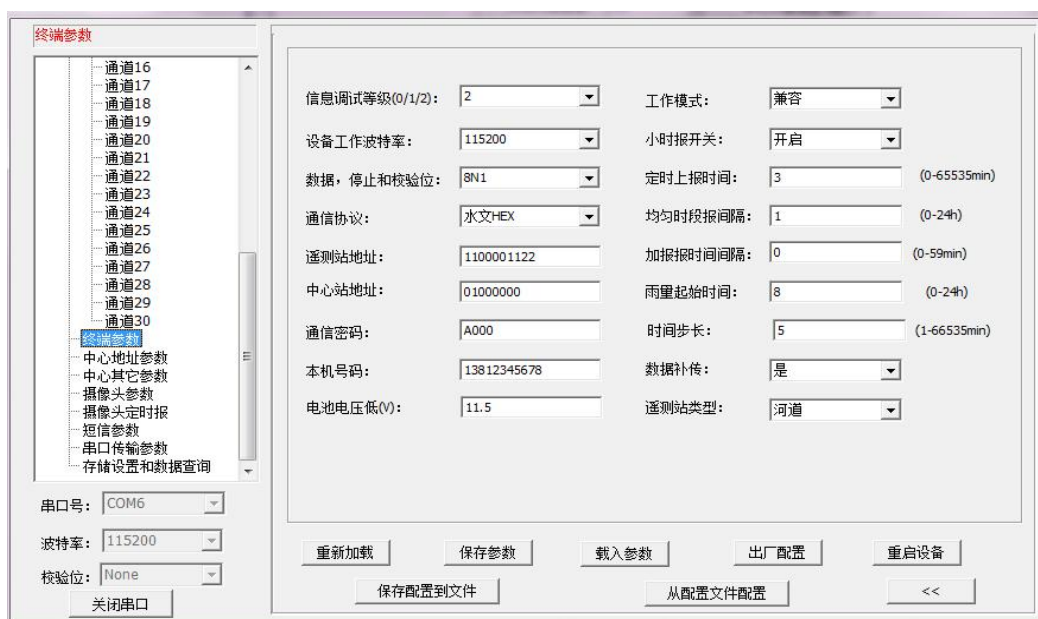 终端参数
通道16
通道17
通道18
通道19
通道20
通道21
通道22
通道23
通道24
通道25
通道26
通道27
通道28
通道29
通道30
终端参数
中心地址参数
中心其它参数
摄像头参数
摄像头定时报
短信参数
串口传输参数
存储设置和数据查询
串口号: COM6
波特率: 115200
校验位: None
关闭串口
信息调试等级(0/1/2): 2
设备工作波特率: 115200
数据，停止和校验位: 8N1
通信协议: 水文HEX
遥测站地址: 1100001122
中心站地址: 01000000
通信密码: A000
本机号码: 13812345678
电池电压低(V): 11.5
工作模式: 兼容
小时报开关: 开启
定时上报时间: 3 (0-65535min)
均匀时段报间隔: 1 (0-24h)
加报报时间间隔: 0 (0-59min)
雨量起始时间: 8 (0-24h)
时间步长: 5 (1-66535min)
数据补传: 是
遥测站类型: 河道
重新加载 保存参数 载入参数 出厂配置 重启设备
保存配置到文件 从配置文件配置 <<